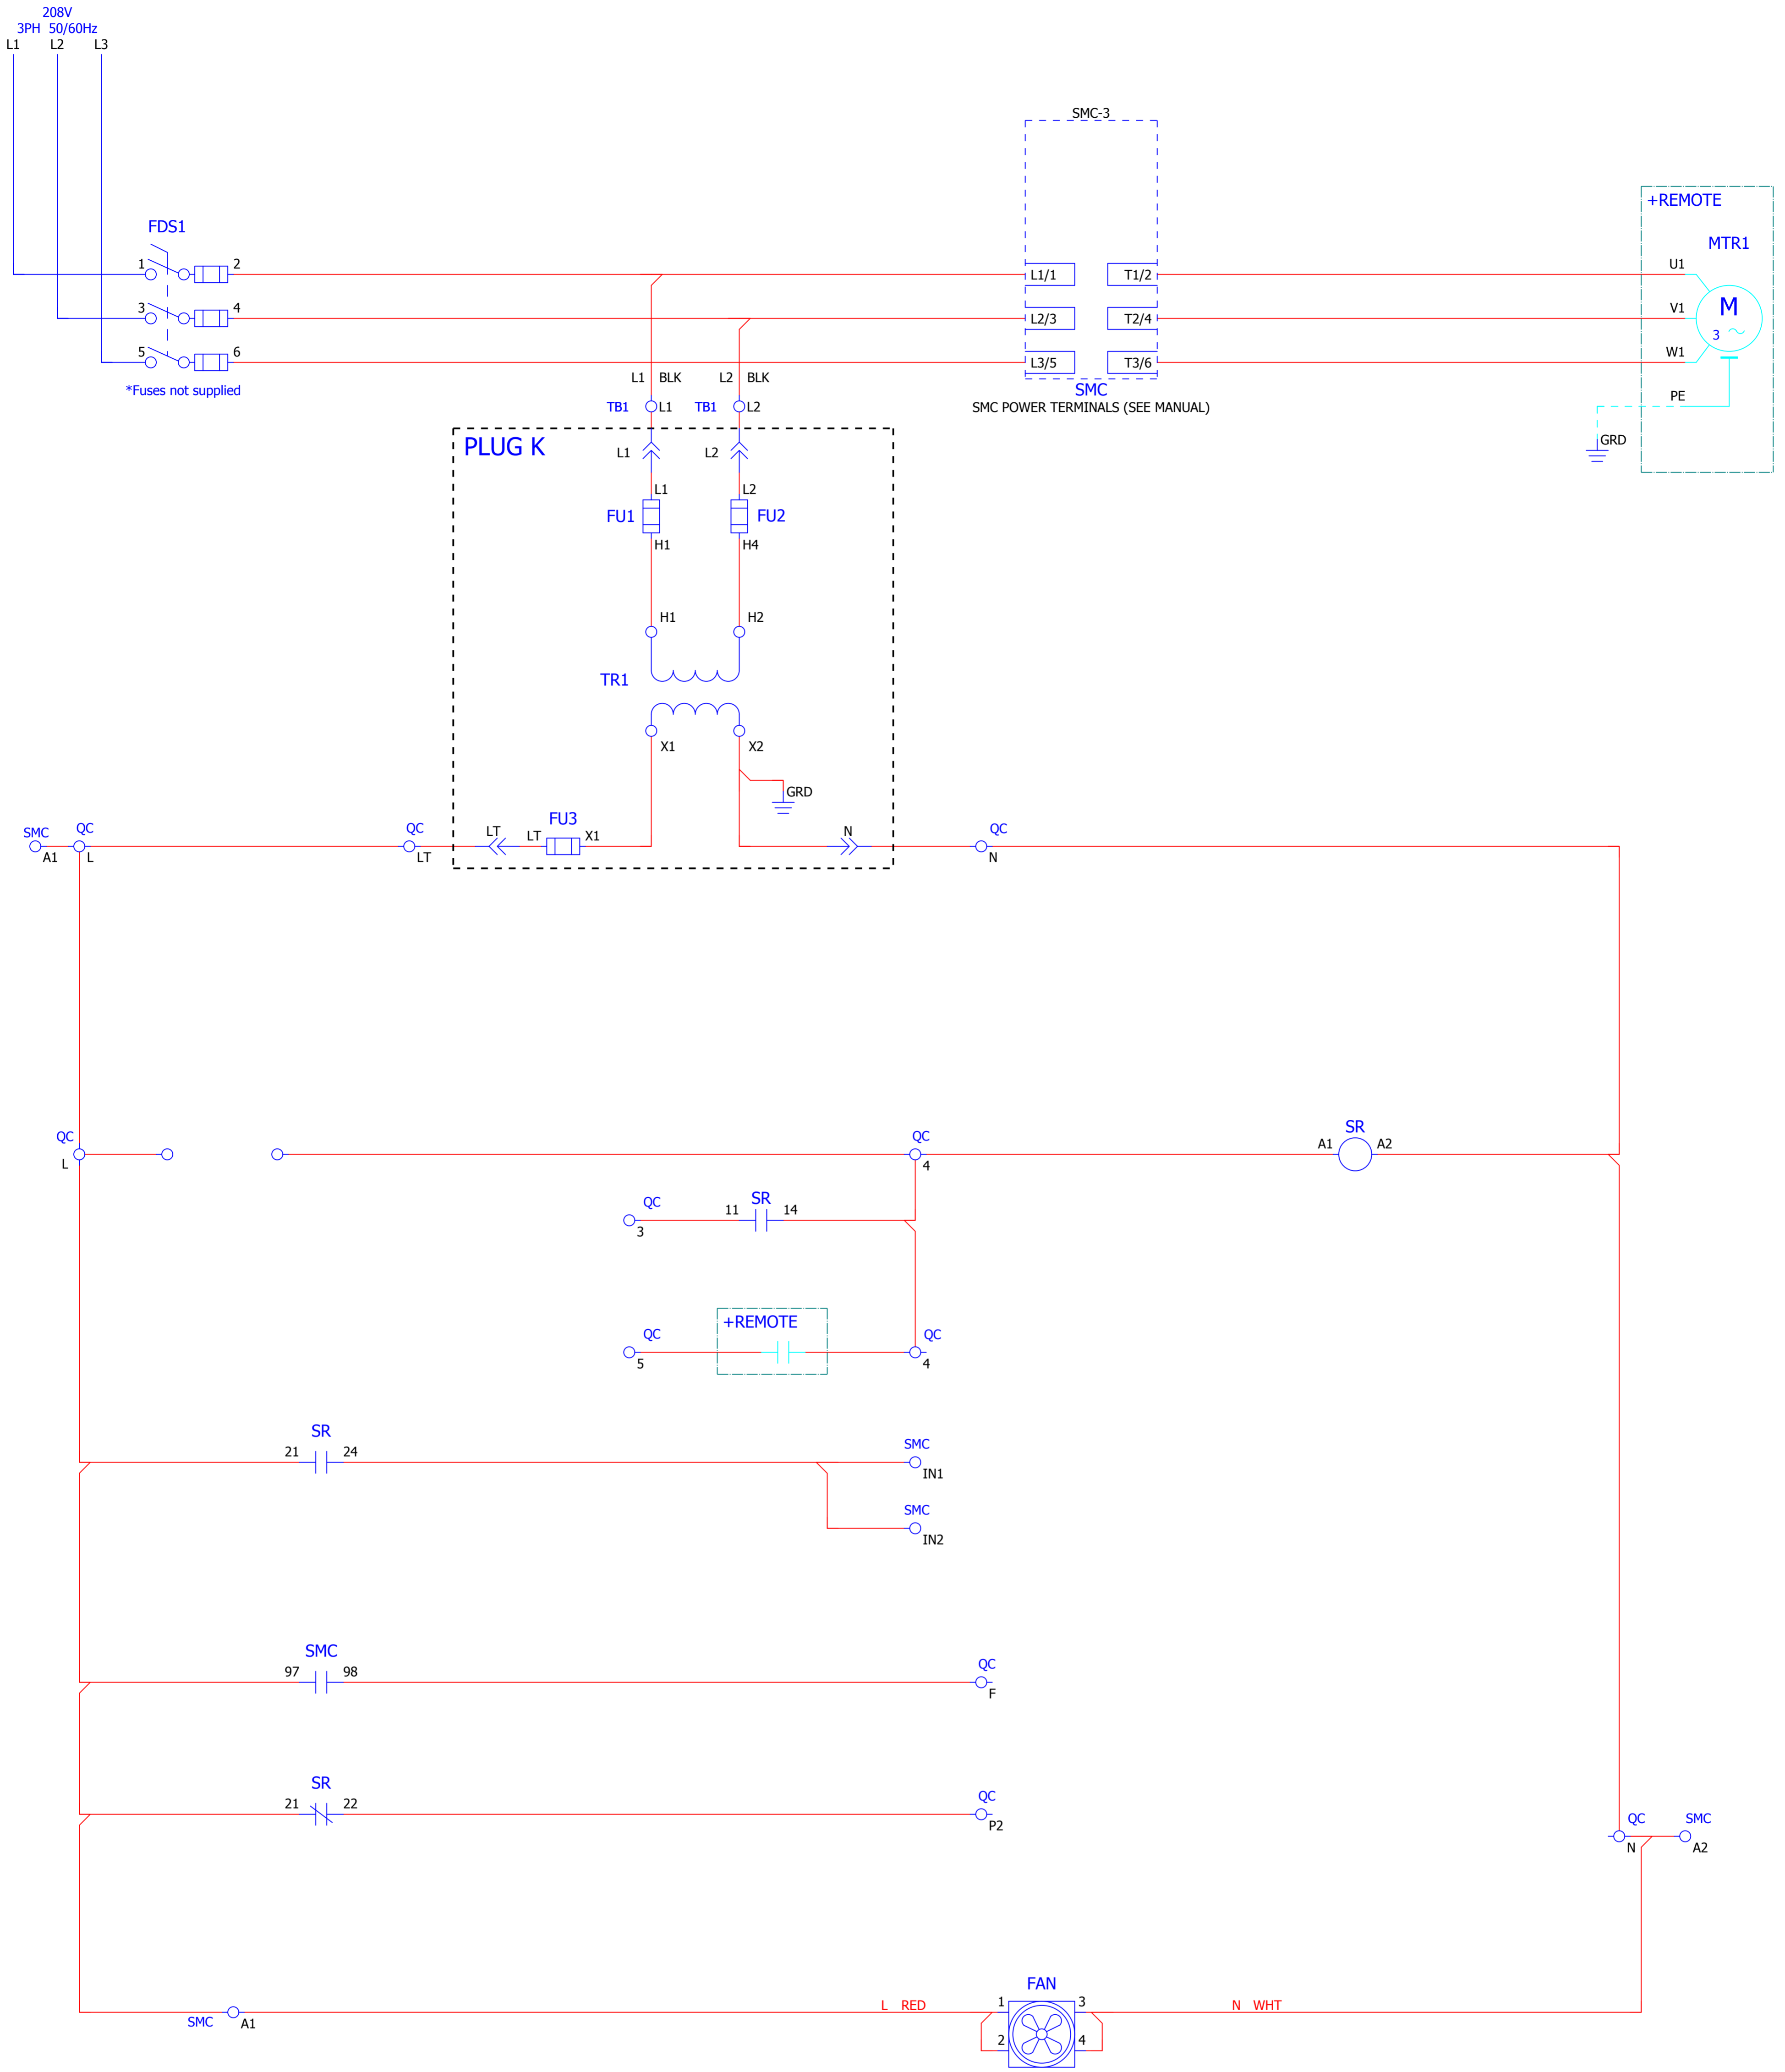 208V
3PH 50/60Hz
L1 L2 L3
SMC-3
+REMOTE
FDS1
MTR1
1 2 L1/1 T1/2 U1
M
3 4 L2/3 T2/4 V1
3
5 6 L3/5 T3/6 W1
*Fuses not supplied
L1 BLK L2 BLK
SMC
PE
TB1 L1 TB1 L2
SMC POWER TERMINALS (SEE MANUAL)
GRD
PLUG K
L1 L2
L1 L2
FU1 FU2
H1 H4
H1 H2
TR1
X1 X2
GRD
FU3
SMC QC QC LT LT X1 N QC
A1 L LT N
QC QC SR
A1 A2
L 4
QC SR
11 14
3
+REMOTE
QC QC
5 4
SR
21 24 SMC
IN1
SMC
IN2
SMC
97 98 QC
F
SR
21 22 QC
P2
QC SMC
N A2
FAN
1 3
L RED N WHT
SMC A1
2 4